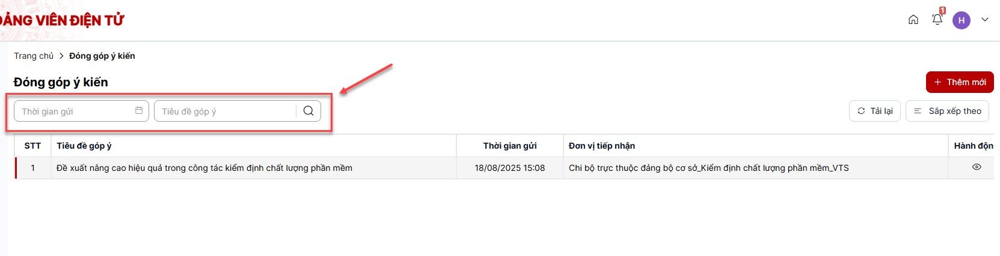 ĐẢNG VIÊN ĐIỆN TỬ
1
H
Trang chủ > Đóng góp ý kiến
Đóng góp ý kiến
+ Thêm mới
Thời gian gửi
Tiêu đề góp ý
Tải lại
Sắp xếp theo
STT Tiêu đề góp ý Thời gian gửi Đơn vị tiếp nhận Hành độn
1 Đề xuất nâng cao hiệu quả trong công tác kiểm định chất lượng phần mềm 18/08/2025 15:08 Chi bộ trực thuộc đảng bộ cơ sở_Kiểm định chất lượng phần mềm_VTS